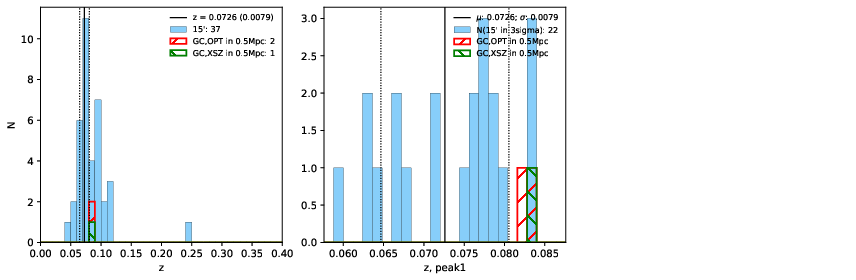 z = 0.0726 (0.0079)
15': 37
GC,OPT in 0.5Mpc: 2
GC,XSZ in 0.5Mpc: 1
N
10
8
6
4
2
0
0.00 0.05 0.10 0.15 0.20 0.25 0.30 0.35 0.40
z
μ: 0.0726; σ: 0.0079
N(15' in 3sigma): 22
GC,OPT in 0.5Mpc
GC,XSZ in 0.5Mpc
3.0
2.5
2.0
1.5
1.0
0.5
0.0
0.060 0.065 0.070 0.075 0.080 0.085
z, peak1